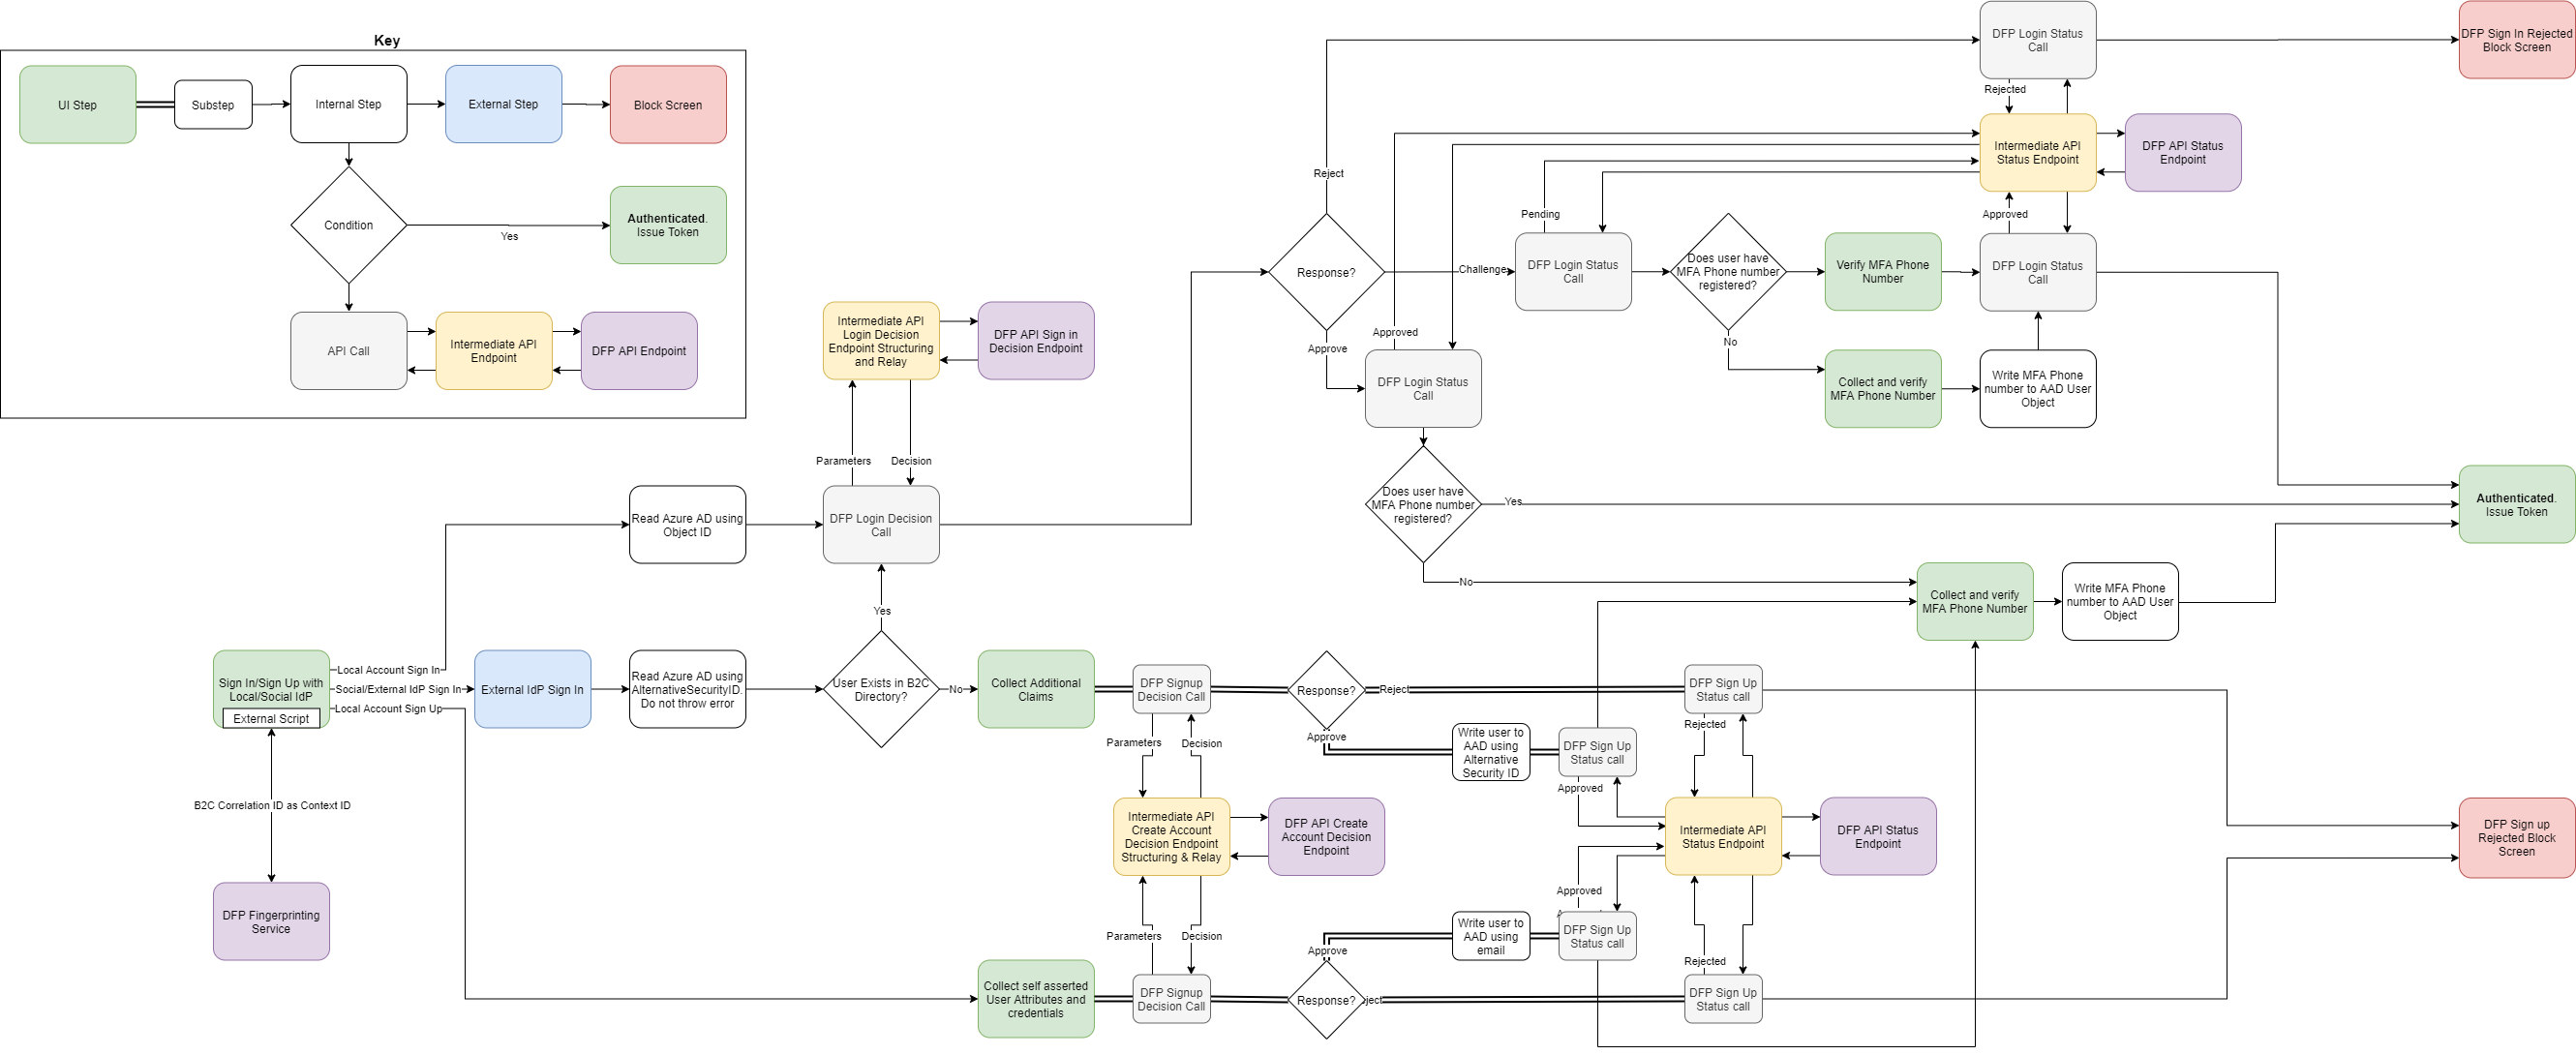 Key
UI Step
Substep
Internal Step
External Step
Block Screen
Condition
Yes
Authenticated.
Issue Token
API Call
Intermediate API
Endpoint
DFP API Endpoint
Sign In/Sign Up with
Local/Social IdP
External Script
Local Account Sign In
Social/External IdP Sign In
Local Account Sign Up
B2C Correlation ID as Context ID
DFP Fingerprinting
Service
External IdP Sign In
Read Azure AD using
Object ID
Read Azure AD using
AlternativeSecurityID.
Do not throw error
User Exists in B2C
Directory?
Yes
No
DFP Login Decision
Call
Parameters
Decision
Intermediate API
Login Decision
Endpoint Structuring
and Relay
DFP API Sign in
Decision Endpoint
Response?
Reject
Challenge
Approve
DFP Login Status
Call
Rejected
DFP Sign In Rejected
Block Screen
Intermediate API
Status Endpoint
DFP API Status
Endpoint
Pending
DFP Login Status
Call
Does user have
MFA Phone number
registered?
No
Verify MFA Phone
Number
Approved
DFP Login Status
Call
Collect and verify
MFA Phone Number
Write MFA Phone
number to AAD User
Object
Approved
DFP Login Status
Call
Does user have
MFA Phone number
registered?
Yes
No
Authenticated.
Issue Token
Collect and verify
MFA Phone Number
Write MFA Phone
number to AAD User
Object
Collect Additional
Claims
DFP Signup
Decision Call
Response?
Reject
Approve
DFP Sign Up
Status call
Rejected
Parameters
Decision
Write user to
AAD using
Alternative
Security ID
DFP Sign Up
Status call
Approved
Intermediate API
Create Account
Decision Endpoint
Structuring & Relay
DFP API Create
Account Decision
Endpoint
Intermediate API
Status Endpoint
DFP API Status
Endpoint
DFP Sign up
Rejected Block
Screen
Approved
Parameters
Decision
Approve
Write user to
AAD using
email
DFP Sign Up
Status call
Rejected
Collect self asserted
User Attributes and
credentials
DFP Signup
Decision Call
Response?
ject
DFP Sign Up
Status call